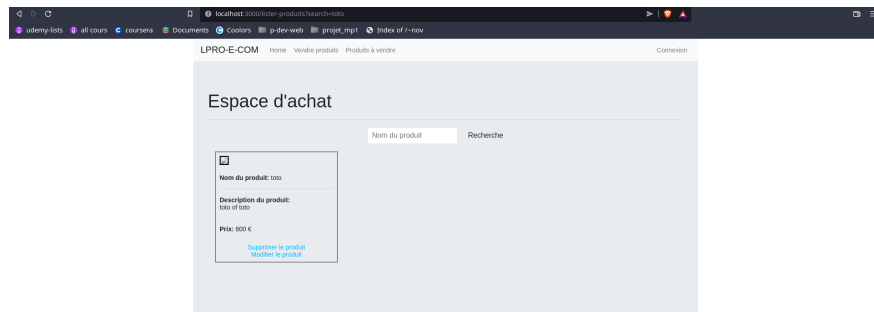 localhost:3000/lister-produits?search=toto
udemy-lists all cours coursera Documents Coolors p-dev-web projet_mp1 Index of /~nov
LPRO-E-COM Home Vendre produits Produits à vendre Connexion
Espace d'achat
Nom du produit Recherche
Nom du produit: toto
Description du produit:
toto of toto
Prix: 800 €
Supprimer le produit
Modifier le produit